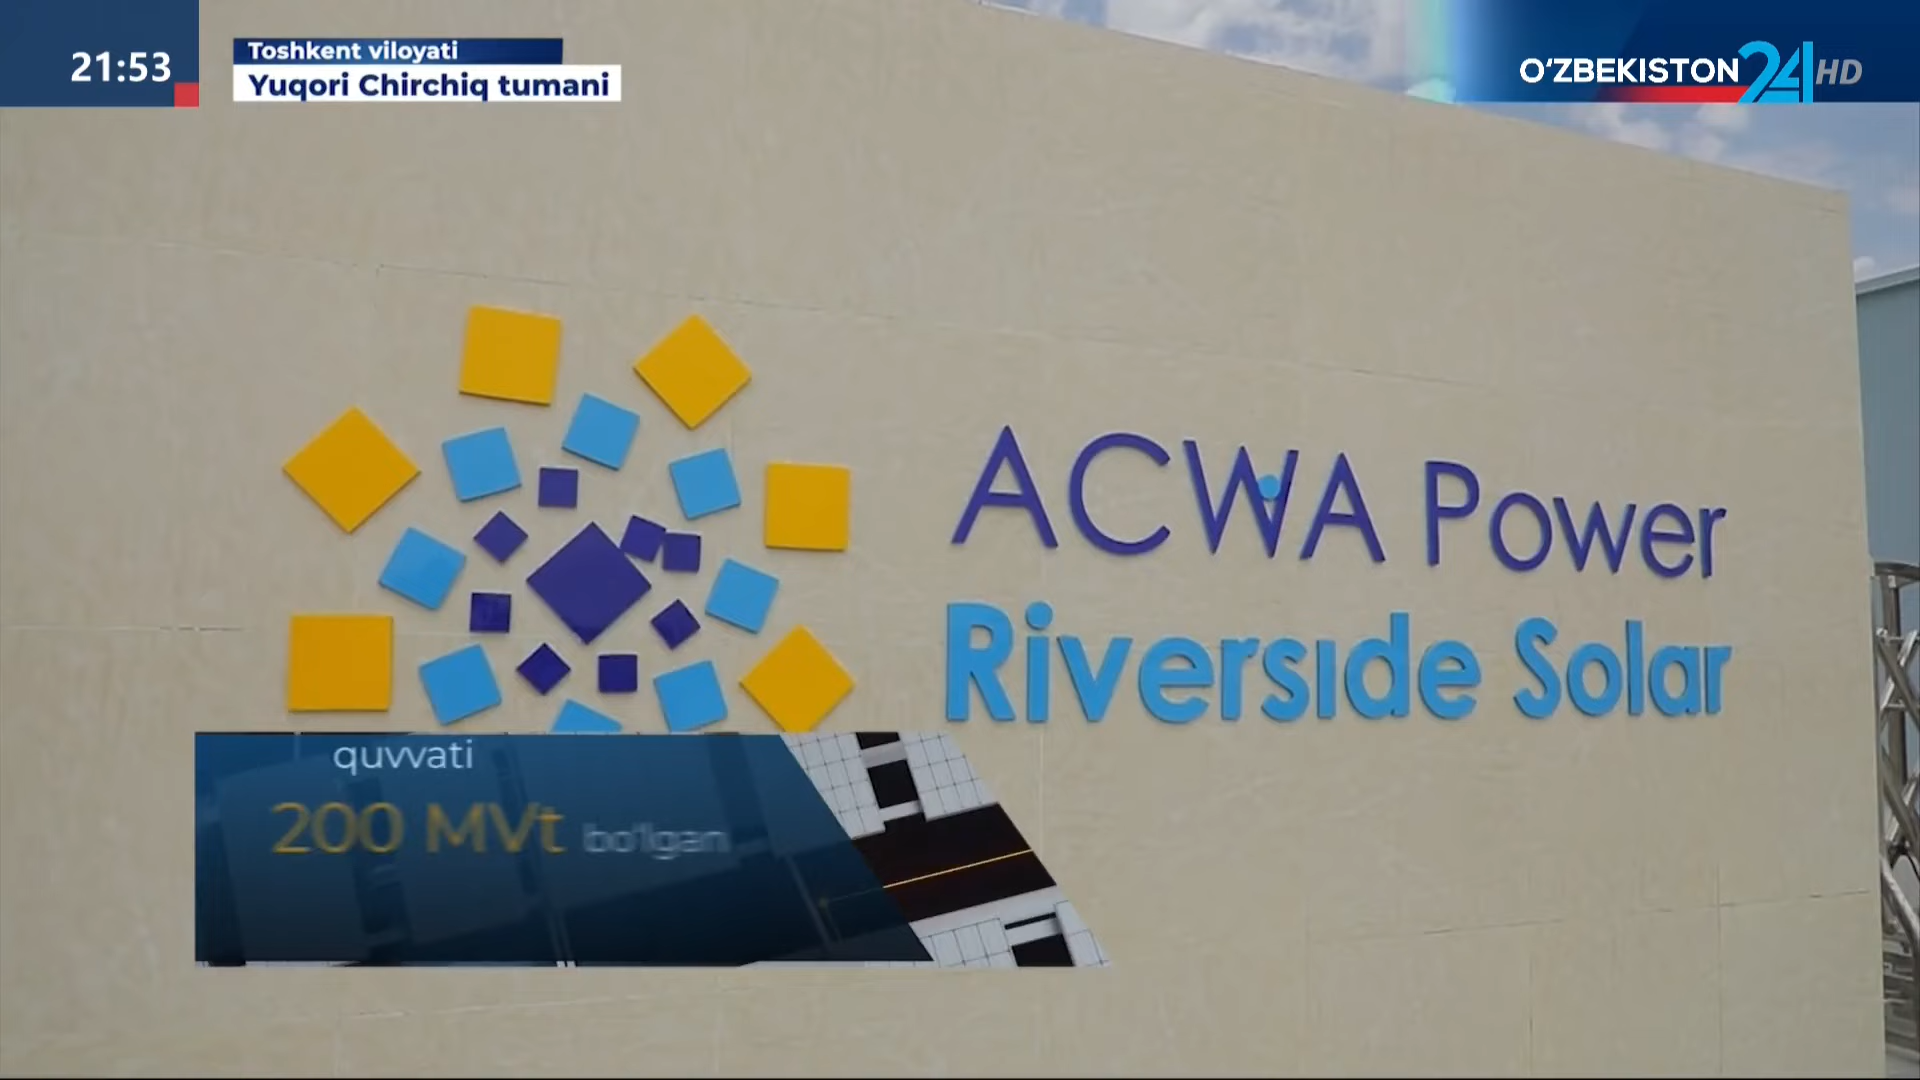 21:53
Toshkent viloyati
Yuqori Chirchiq tumani
O‘ZBEKISTON 24 HD
ACWA Power
Riverside Solar
quvvati
200 MVt bo‘lgan